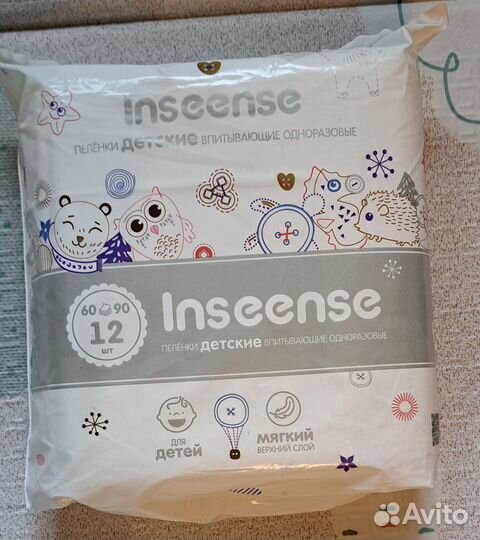 Inseense
ПЕЛЁНКИ детские ВПИТЫВАЮЩИЕ ОДНОРАЗОВЫЕ
60 90
12
шт
Inseense
ПЕЛЁНКИ детские ВПИТЫВАЮЩИЕ ОДНОРАЗОВЫЕ
для
детей
мягкий
верхний слой
Avito